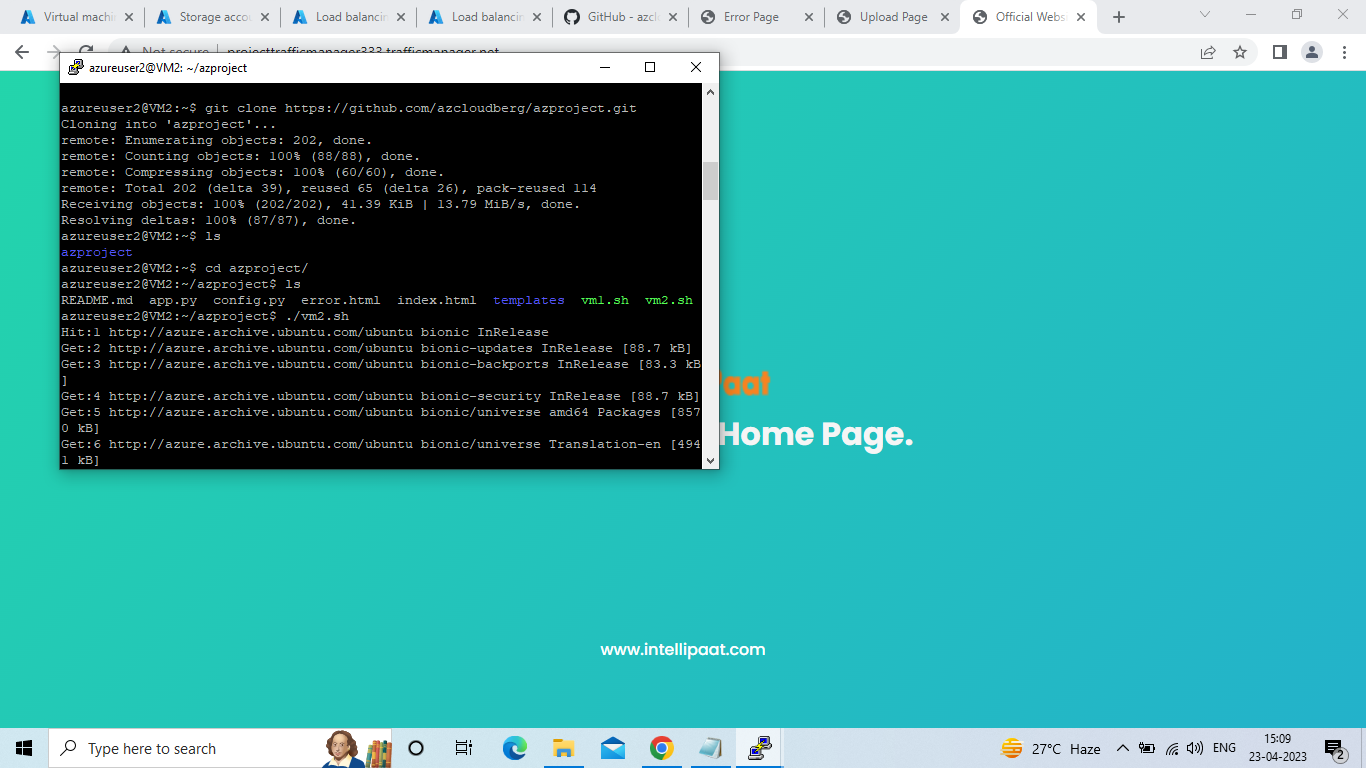 Virtual machi
Storage acco
Load balancin
Load balancin
GitHub - azcl
Error Page
Upload Page
Official Webs
Not secure
projecttrafficmanager333.trafficmanager.net
azureuser2@VM2: ~/azproject
azureuser2@VM2:~$ git clone https://github.com/azcloudberg/azproject.git
Cloning into 'azproject'...
remote: Enumerating objects: 202, done.
remote: Counting objects: 100% (88/88), done.
remote: Compressing objects: 100% (60/60), done.
remote: Total 202 (delta 39), reused 65 (delta 26), pack-reused 114
Receiving objects: 100% (202/202), 41.39 KiB | 13.79 MiB/s, done.
Resolving deltas: 100% (87/87), done.
azureuser2@VM2:~$ ls
azproject
azureuser2@VM2:~$ cd azproject/
azureuser2@VM2:~/azproject$ ls
README.md app.py config.py error.html index.html templates vm1.sh vm2.sh
azureuser2@VM2:~/azproject$ ./vm2.sh
Hit:1 http://azure.archive.ubuntu.com/ubuntu bionic InRelease
Get:2 http://azure.archive.ubuntu.com/ubuntu bionic-updates InRelease [88.7 kB]
Get:3 http://azure.archive.ubuntu.com/ubuntu bionic-backports InRelease [83.3 kB
]
Get:4 http://azure.archive.ubuntu.com/ubuntu bionic-security InRelease [88.7 kB]
Get:5 http://azure.archive.ubuntu.com/ubuntu bionic/universe amd64 Packages [857
0 kB]
Get:6 http://azure.archive.ubuntu.com/ubuntu bionic/universe Translation-en [494
1 kB]
aat
Home Page.
www.intellipaat.com
Type here to search
27°C Haze
ENG
15:09
23-04-2023
2